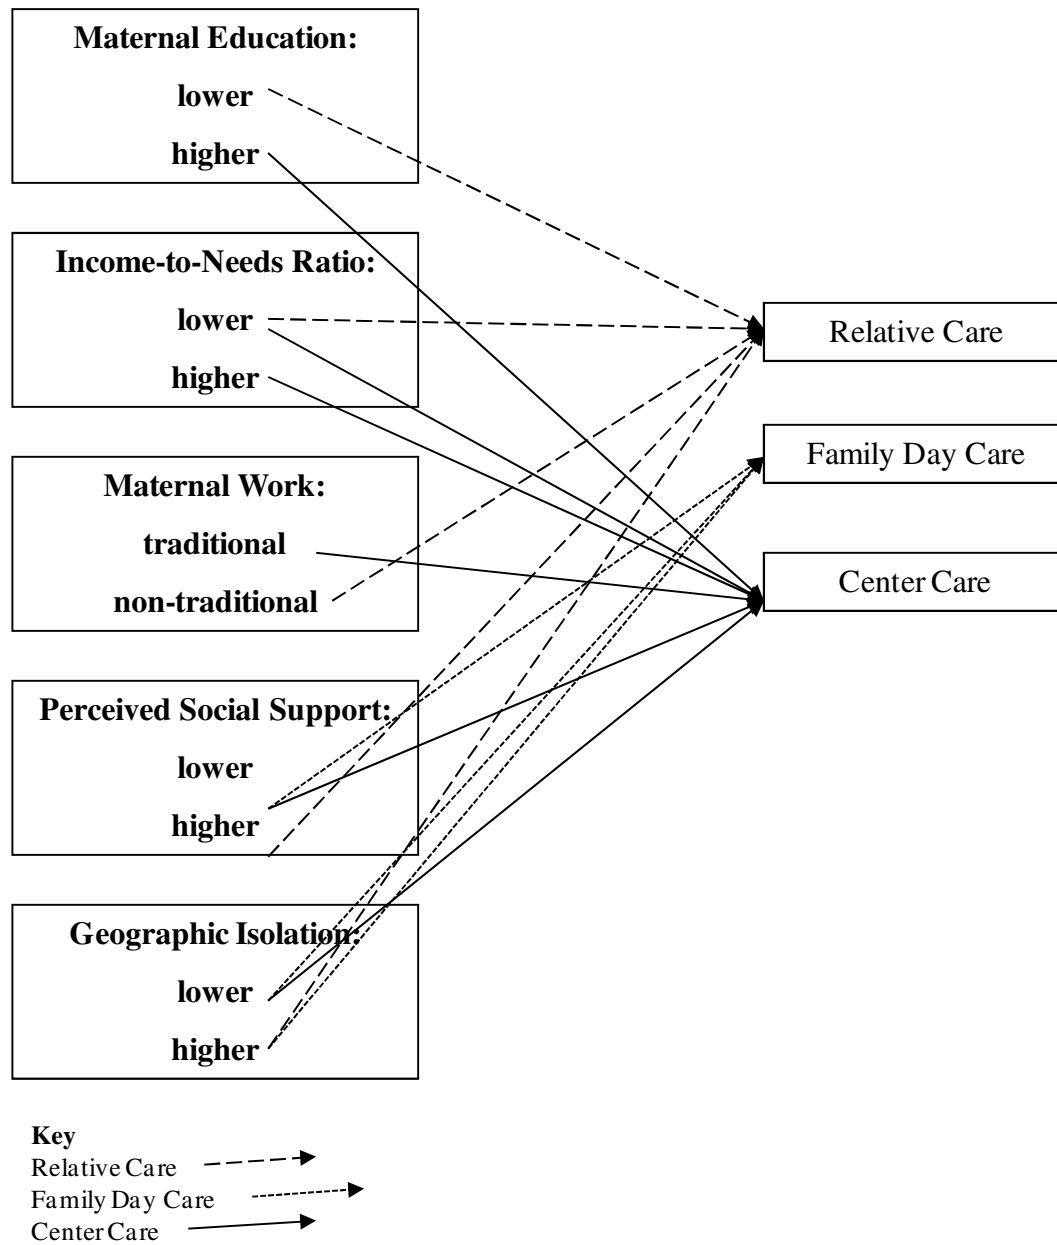 Maternal Education:
lower
higher
Income-to-Needs Ratio:
lower
higher
Maternal Work:
traditional
non-traditional
Perceived Social Support:
lower
higher
Geographic Isolation:
lower
higher
Relative Care
Family Day Care
Center Care
Key
Relative Care
Family Day Care
Center Care